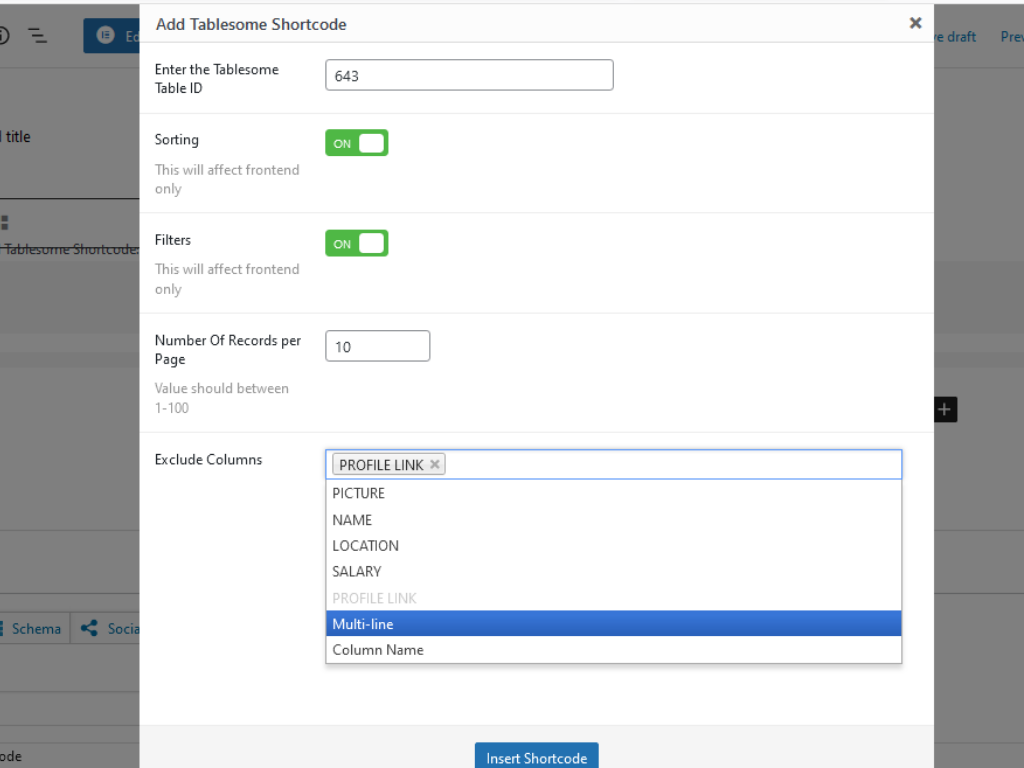 Add Tablesome Shortcode
Ed
ve draft
Prev
Enter the Tablesome
Table ID
643
title
Sorting
ON
This will affect frontend
only
Tablesome Shortcode:
Filters
ON
This will affect frontend
only
Number Of Records per
Page
10
Value should between
1-100
Exclude Columns
PROFILE LINK
PICTURE
NAME
LOCATION
SALARY
PROFILE LINK
Multi-line
Column Name
Schema
Socia
ode
Insert Shortcode